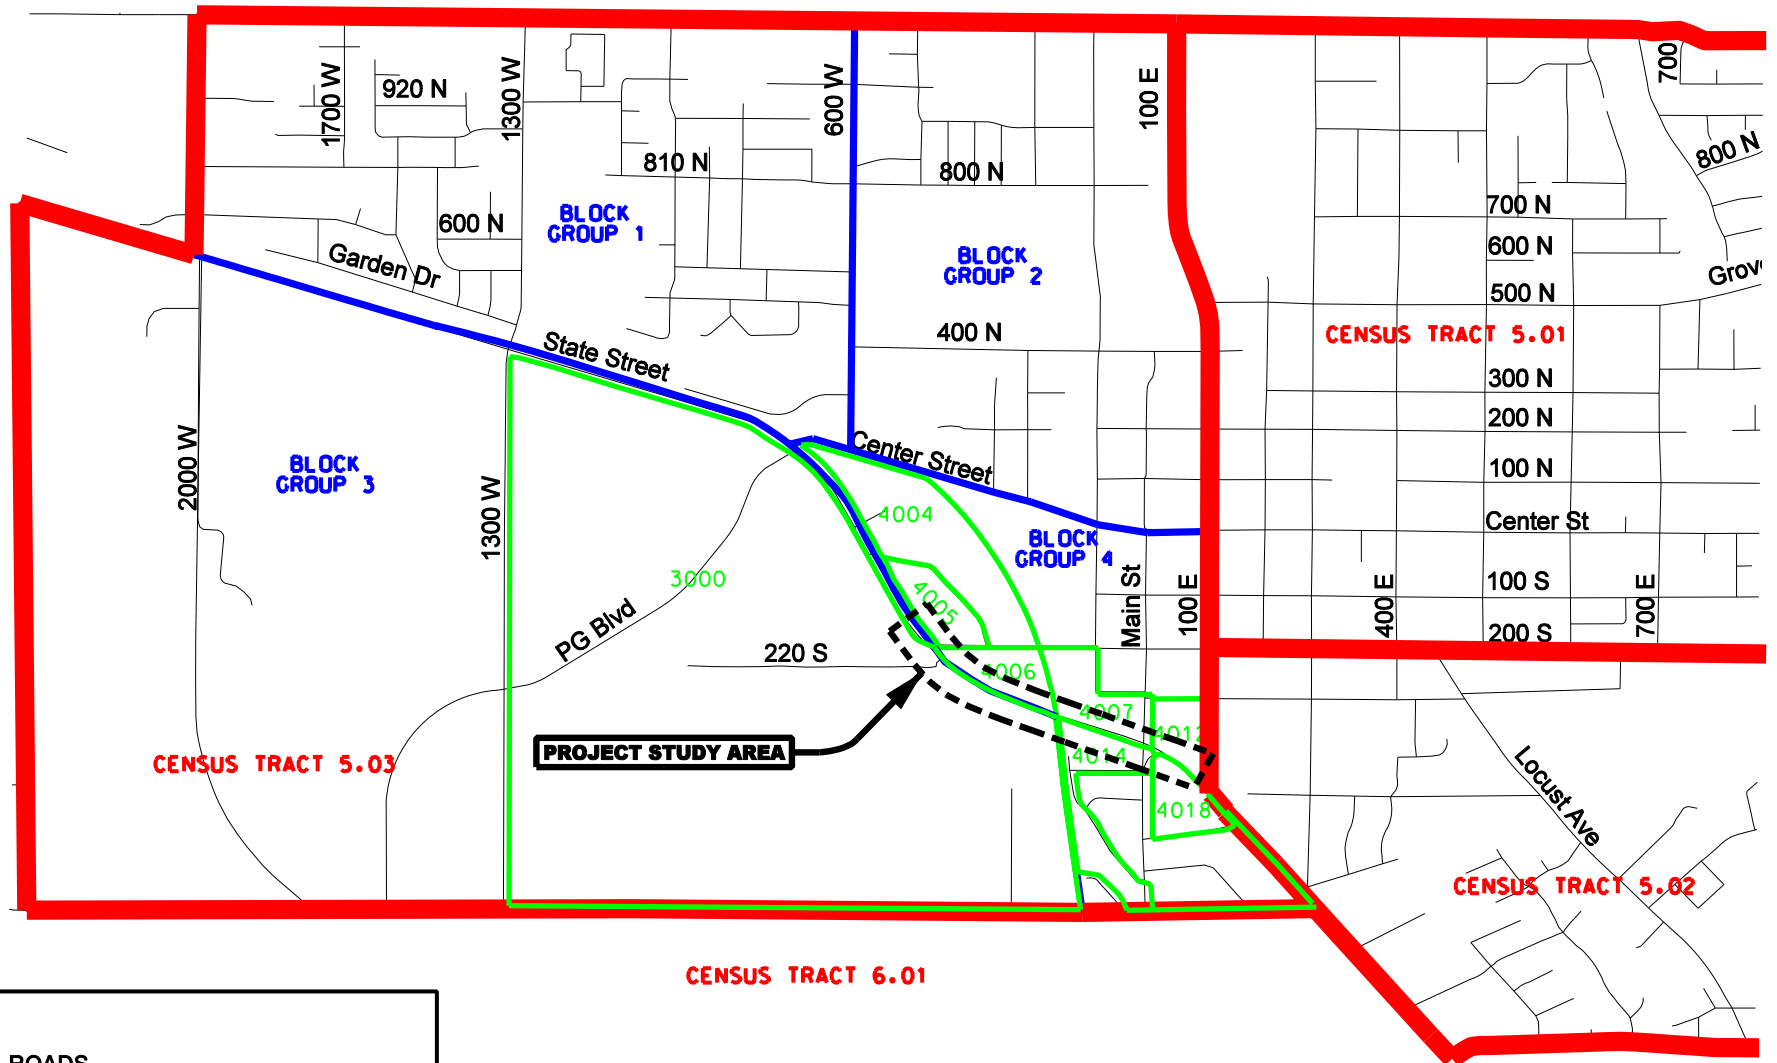 1700 W
920 N
1300 W
600 W
100 E
700
800 N
810 N
800 N
600 N
BLOCK
GROUP 1
700 N
600 N
Garden Dr
BLOCK
GROUP 2
500 N
400 N
CENSUS TRACT 5.01
State Street
300 N
200 N
Center Street
100 N
2000 W
BLOCK
GROUP 3
1300 W
4004
Center St
BLOCK
GROUP 4
3000
4005
Main St
100 E
400 E
100 S
700 E
200 S
PG Blvd
220 S
4006
4007
4012
4014
PROJECT STUDY AREA
CENSUS TRACT 5.03
4018
Locust Ave
CENSUS TRACT 5.02
CENSUS TRACT 6.01
ROADS